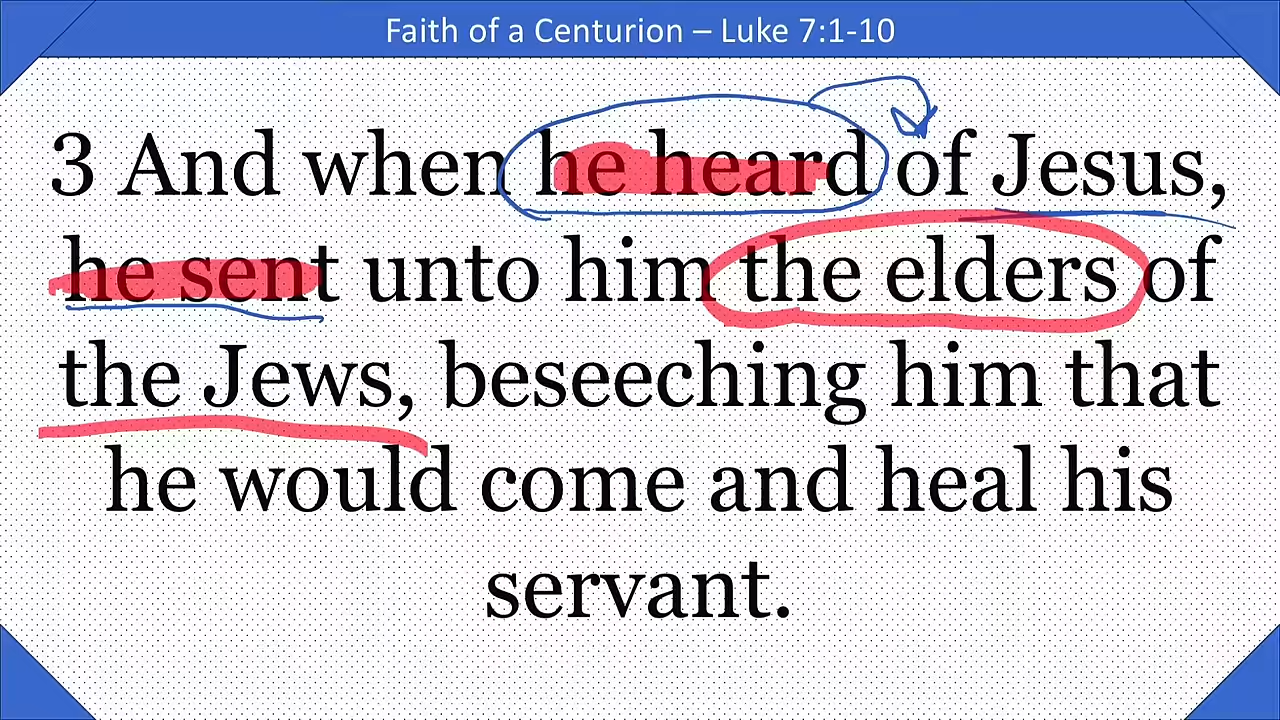 Faith of a Centurion – Luke 7:1-10
3 And when he heard of Jesus,
he sent unto him the elders of
the Jews, beseeching him that
he would come and heal his
servant.